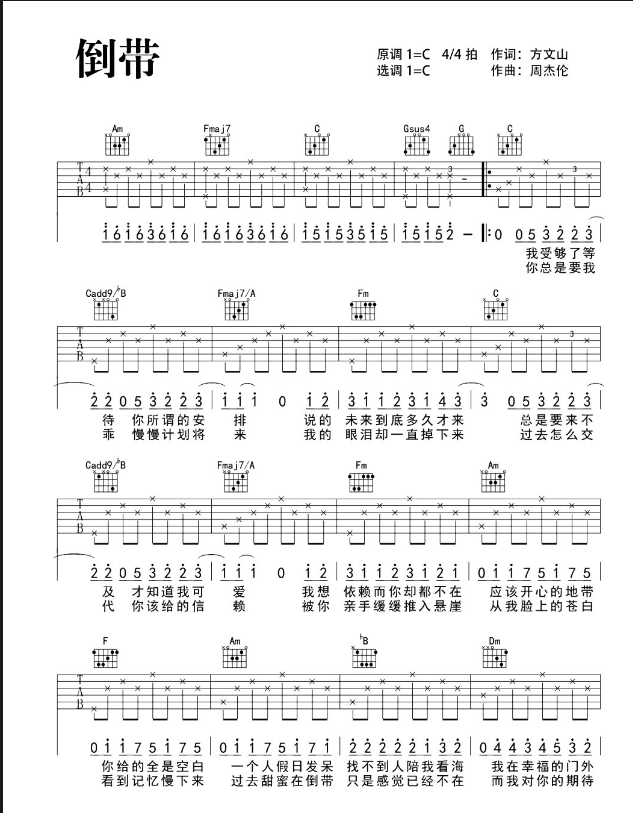 倒带
原调 1=C 4/4 拍 作词：方文山
选调 1=C 作曲：周杰伦
Am Fmaj7 C Gsus4 G C
T A B 4 4 3 3
1 6 1 6 3 6 1 6 1 6 1 6 3 6 1 6 1 5 1 5 3 5 1 5 1 5 1 5 2 – 0 0 5 3 2 2 3
我受够了等
你总是要我
Cadd9/♭B Fmaj7/A Fm C
T A B 3
2 2 0 5 3 2 2 3 1 1 1 0 1 2 3 1 1 2 3 1 4 3 3 0 5 3 2 2 3
待 你所谓的安 排 说的 未来到底多久才来 总是要来不
乖 慢慢计划将 来 我的 眼泪却一直掉下来 过去怎么交
Cadd9/♭B Fmaj7/A Fm Am
T A B
2 2 0 5 3 2 2 3 1 1 1 0 1 2 3 1 1 2 3 1 2 1 0 1 1 7 5 1 7 5
及 才知道我可 爱 我想 依赖而你却都不在 应该开心的地带
代 你该给的信 赖 被你 亲手缓缓推入悬崖 从我脸上的苍白
F Am ♭B Dm
T A B
0 1 1 7 5 1 7 5 0 1 1 7 5 1 7 1 2 2 2 2 2 1 3 2 0 4 4 3 4 5 3 2
你给的全是空白 一个人假日发呆 找不到人陪我看海 我在幸福的门外
看到记忆慢下来 过去甜蜜在倒带 只是感觉已经不在 而我对你的期待